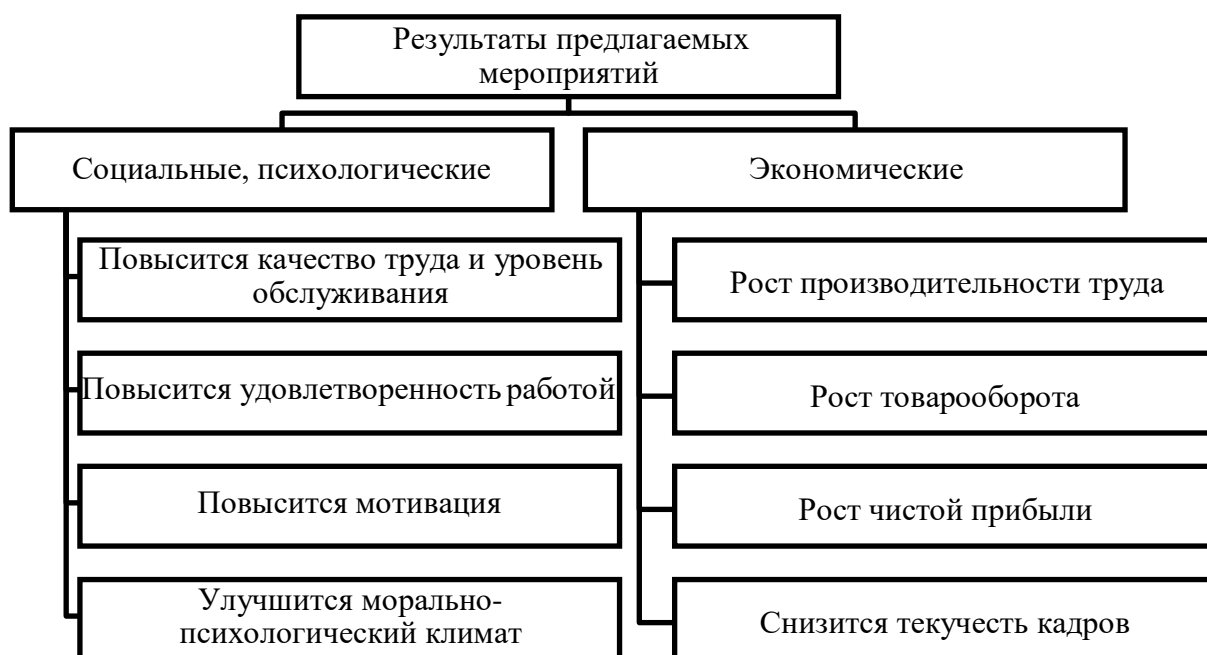 Результаты предлагаемых
мероприятий
Социальные, психологические
Повысится качество труда и уровень
обслуживания
Повысится удовлетворенность работой
Повысится мотивация
Улучшится морально-
психологический климат
Экономические
Рост производительности труда
Рост товарооборота
Рост чистой прибыли
Снизится текучесть кадров